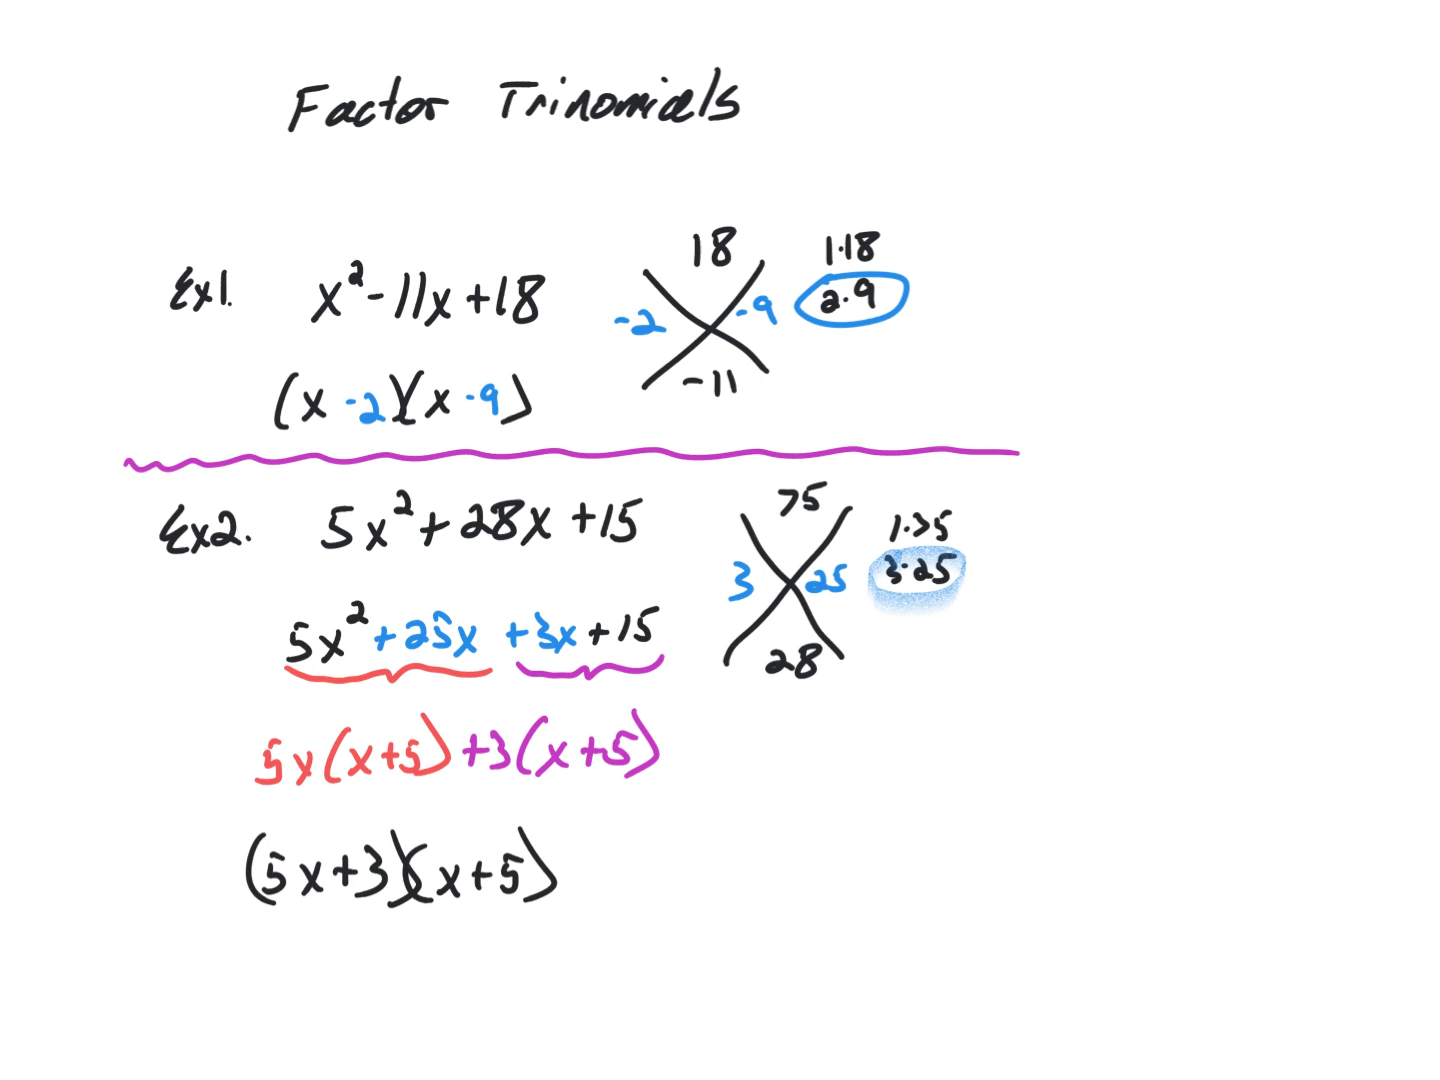 Factor Trinomials
Ex1. x² - 11x + 18
18
-2 -9
-11
1·18
2·9
(x - 2)(x - 9)
Ex2. 5x² + 28x + 15
75
3 25
28
1·75
3·25
5x² + 25x + 3x + 15
5x(x + 5) + 3(x + 5)
(5x + 3)(x + 5)